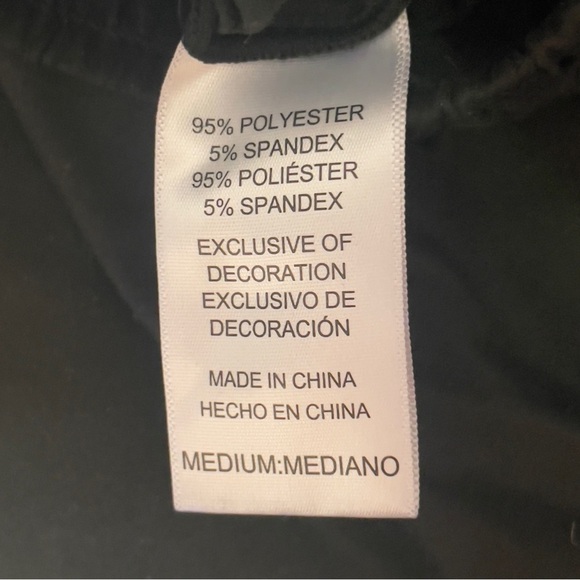 95% POLYESTER
5% SPANDEX
95% POLIÉSTER
5% SPANDEX
EXCLUSIVE OF
DECORATION
EXCLUSIVO DE
DECORACIÓN
MADE IN CHINA
HECHO EN CHINA
MEDIUM:MEDIANO